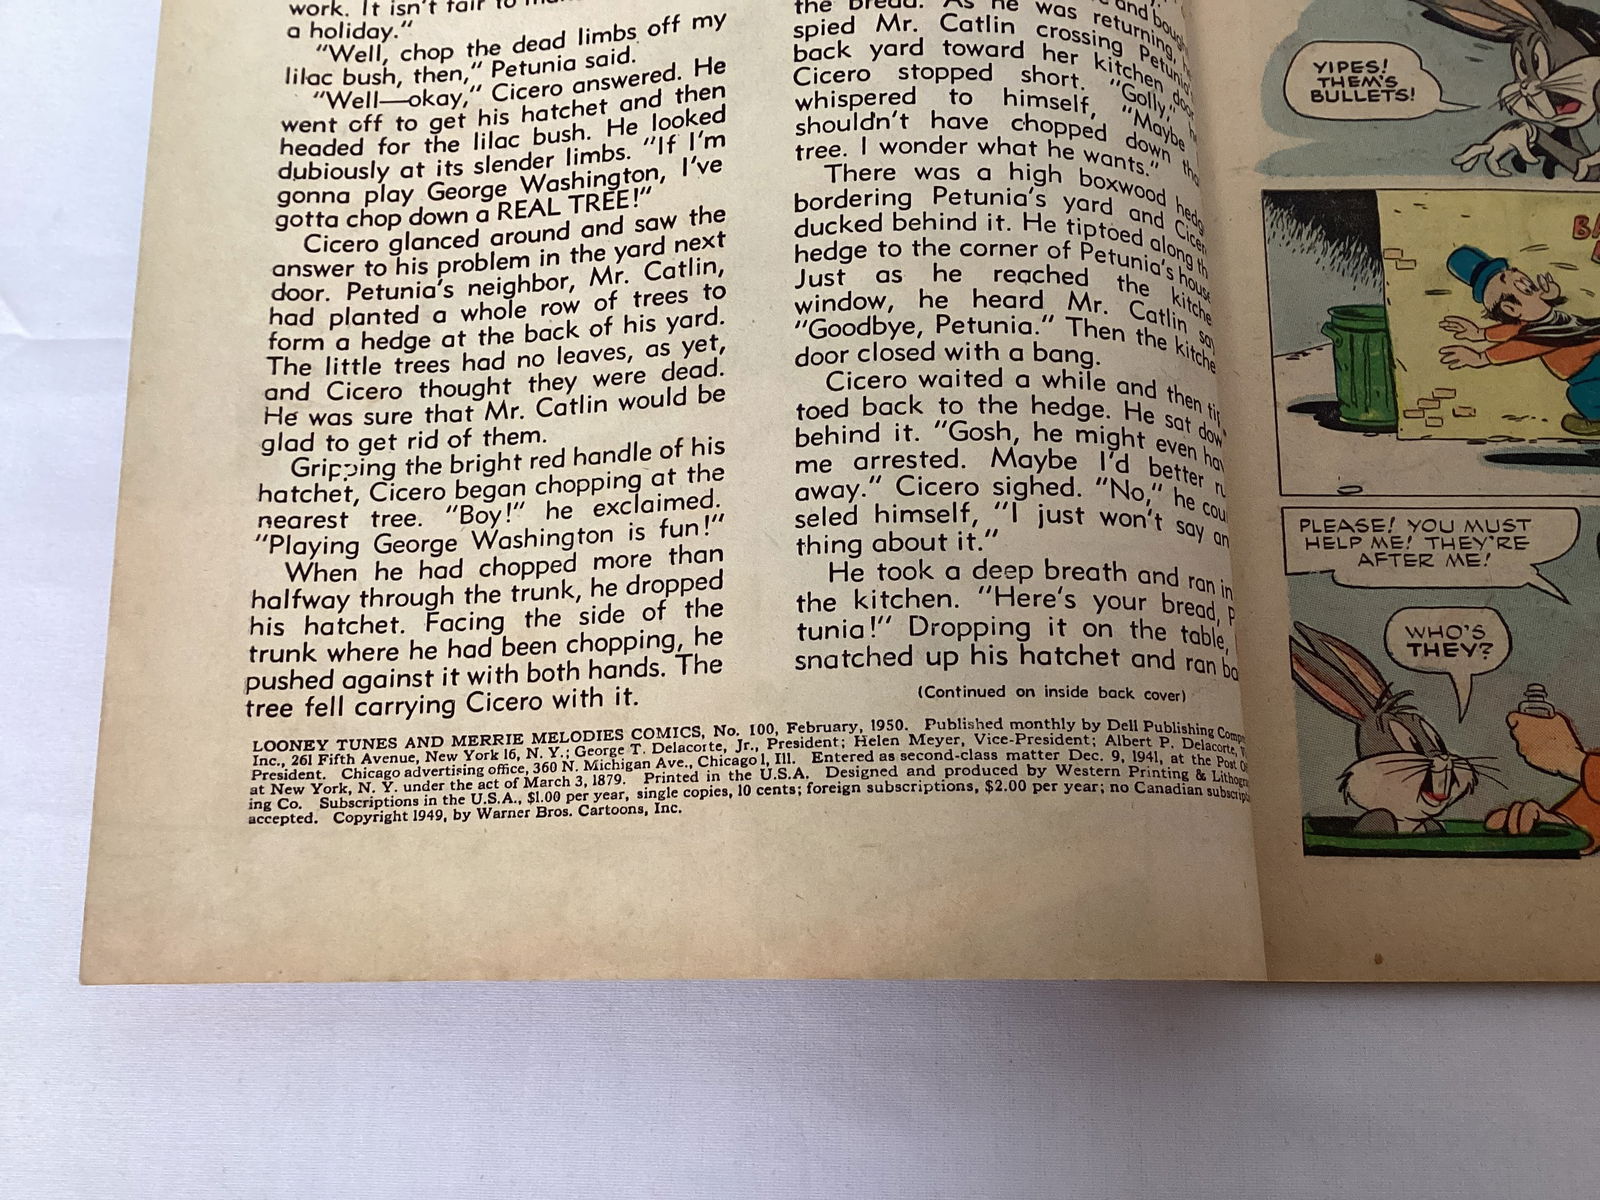 work. It isn't fair to
a holiday."
"Well, chop the dead limbs off my
lilac bush, then," Petunia said.
"Well—okay," Cicero answered. He
went off to get his hatchet and then
headed for the lilac bush. He looked
dubiously at its slender limbs. "If I'm
gonna play George Washington, I've
gotta chop down a REAL TREE!"
Cicero glanced around and saw the
answer to his problem in the yard next
door. Petunia's neighbor, Mr. Catlin,
had planted a whole row of trees to
form a hedge at the back of his yard.
The little trees had no leaves, as yet,
and Cicero thought they were dead.
He was sure that Mr. Catlin would be
glad to get rid of them.
Gripping the bright red handle of his
hatchet, Cicero began chopping at the
nearest tree. "Boy!" he exclaimed.
"Playing George Washington is fun!"
When he had chopped more than
halfway through the trunk, he dropped
his hatchet. Facing the side of the
trunk where he had been chopping, he
pushed against it with both hands. The
tree fell carrying Cicero with it.
the bread. As he was returning,
spied Mr. Catlin crossing Petunia's
back yard toward her kitchen door
Cicero stopped short. "Golly,"
whispered to himself, "Maybe
shouldn't have chopped down
tree. I wonder what he wants."
There was a high boxwood
bordering Petunia's yard and
ducked behind it. He tiptoed along
hedge to the corner of Petunia's house
Just as he reached the
window, he heard Mr. Catlin
"Goodbye, Petunia." Then the
door closed with a bang.
Cicero waited a while and then
toed back to the hedge. He sat
behind it. "Gosh, he might even
me arrested. Maybe I'd better
away." Cicero sighed. "No," he
seled himself, "I just won't say
thing about it."
He took a deep breath and ran
the kitchen. "Here's your bread,
tunia!" Dropping it on the table,
snatched up his hatchet and ran
(Continued on inside back cover)
LOONEY TUNES AND MERRIE MELODIES COMICS, No. 100, February, 1950. Published monthly by Dell Publishing
Inc., 261 Fifth Avenue, New York 16, N. Y.; George T. Delacorte, Jr., President; Helen Meyer, Vice-President; Albert P. Delacorte,
President. Chicago advertising office, 360 N. Michigan Ave., Chicago 1, Ill. Entered as second-class matter Dec. 9, 1941, at the Post
at New York, N. Y. under the act of March 3, 1879. Printed in the U.S.A. Designed and produced by Western Printing &
ing Co. Subscriptions in the U.S.A., $1.00 per year, single copies, 10 cents; foreign subscriptions, $2.00 per year; no Canadian
accepted. Copyright 1949, by Warner Bros. Cartoons, Inc.
YIPES!
THEM'S
BULLETS!
PLEASE! YOU MUST
HELP ME! THEY'RE
AFTER ME!
WHO'S
THEY?